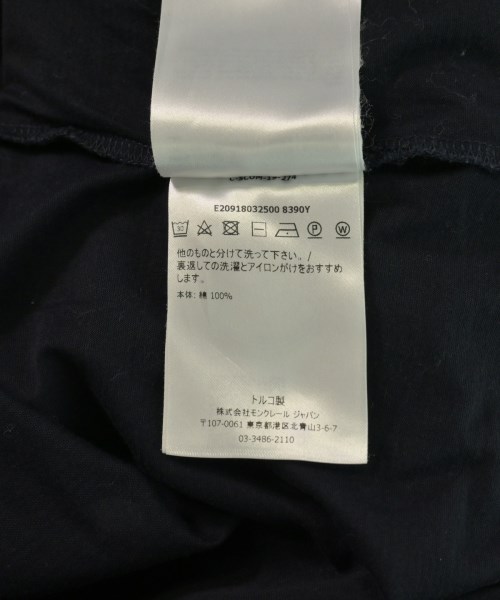 E20918032500 8390Y
30
P W
他のものと分けて洗って下さい。/
裏返しての洗濯とアイロンがけをおすすめ
します。
本体: 綿 100%
トルコ製
株式会社モンクレール ジャパン
〒107-0061 東京都港区北青山3-6-7
03-3486-2110